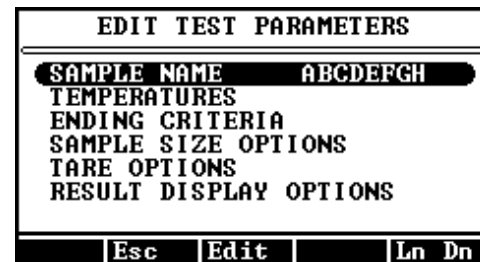 EDIT TEST PARAMETERS
SAMPLE NAME ABCDEFGH
TEMPERATURES
ENDING CRITERIA
SAMPLE SIZE OPTIONS
TARE OPTIONS
RESULT DISPLAY OPTIONS
Esc Edit Ln Dn